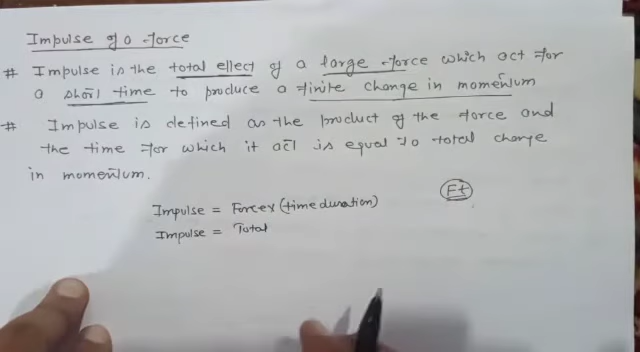 Impulse of a force
# Impulse is the total effect of a large force which act for
a short time to produce a finite change in momentum
# Impulse is defined as the product of the force and
the time for which it act is equal to total change
in momentum.
Impulse = Force x (time duration)
Ft
Impulse = Total